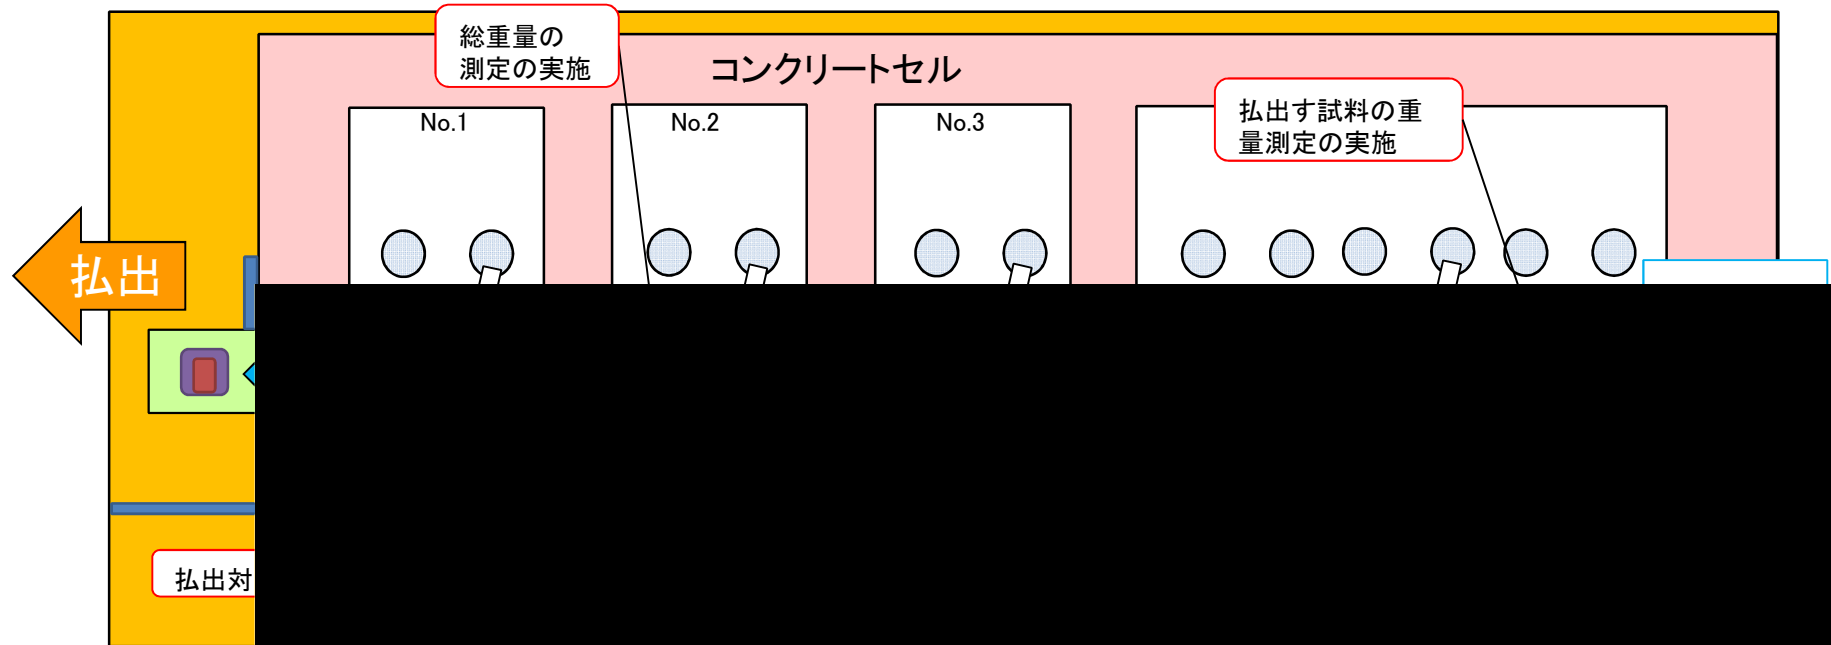 総重量の
測定の実施
コンクリートセル
払出す試料の重
量測定の実施
No.1
No.2
No.3
払出
払出対